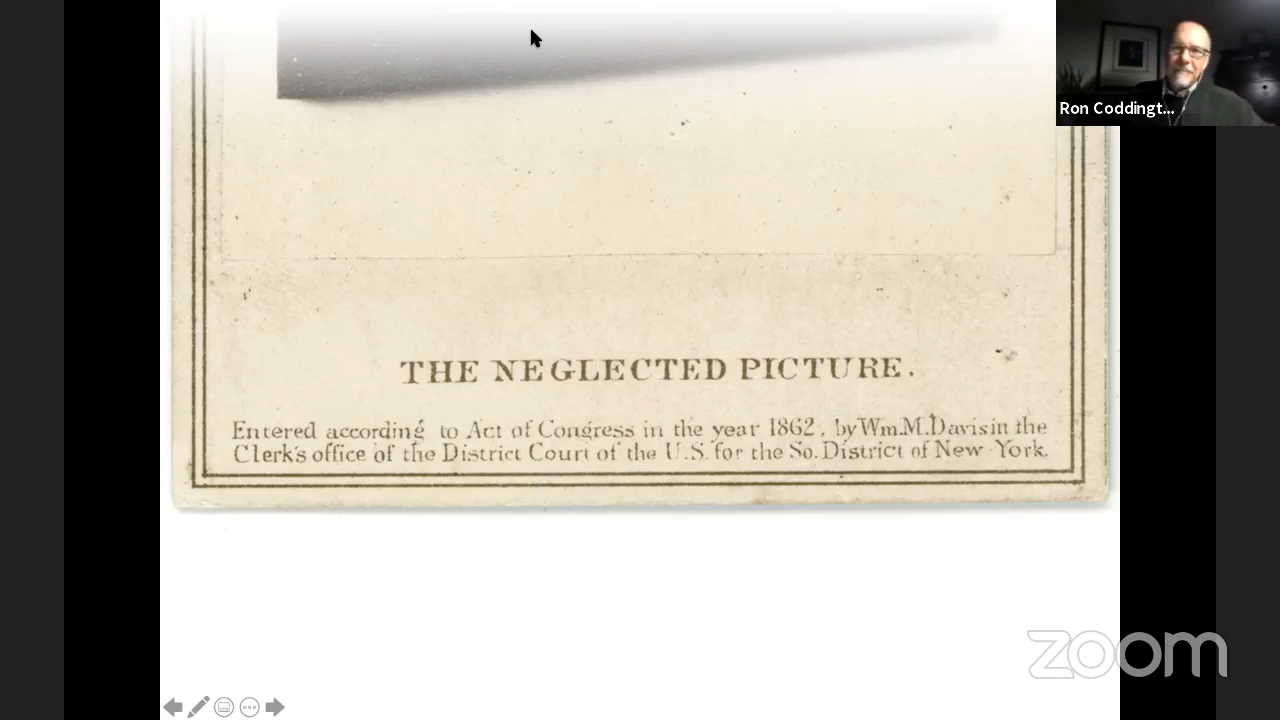 Ron Coddingt...
THE NEGLECTED PICTURE.
Entered according to Act of Congress in the year 1862, by Wm.M.Davis in the
Clerk's office of the District Court of the U.S. for the So. District of New York.
zoom